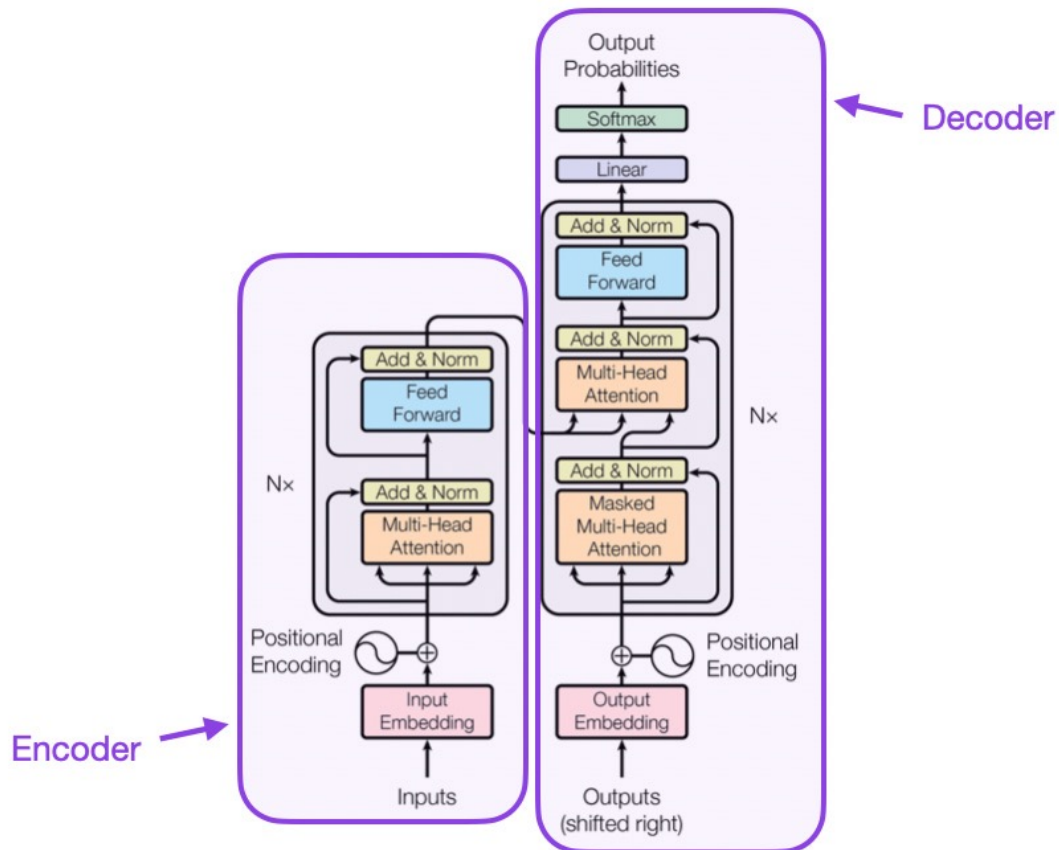 Output
Probabilities
Softmax
Linear
Add & Norm
Feed
Forward
Add & Norm
Multi-Head
Attention
Nx
Add & Norm
Masked
Multi-Head
Attention
Positional
Encoding
Output
Embedding
Outputs
(shifted right)
Decoder
Add & Norm
Feed
Forward
Nx
Add & Norm
Multi-Head
Attention
Positional
Encoding
Input
Embedding
Inputs
Encoder